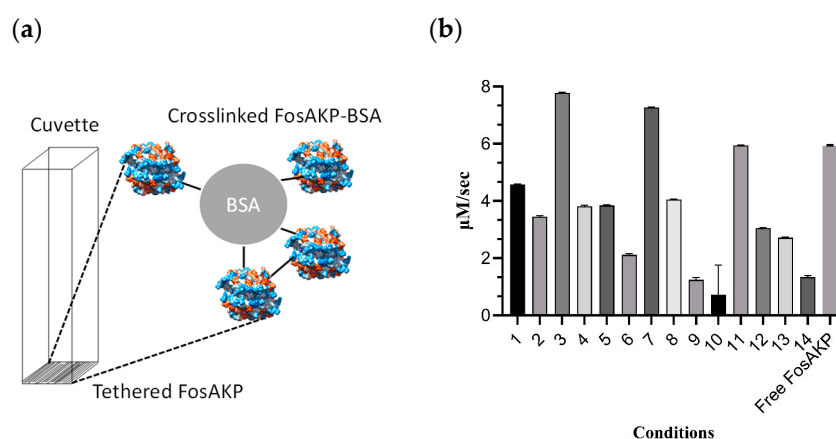 (a)
Cuvette
Crosslinked FosAKP-BSA
BSA
Tethered FosAKP
(b)
8
6
4
2
0
μM/sec
1 2 3 4 5 6 7 8 9 10 11 12 13 14 Free FosAKP
Conditions